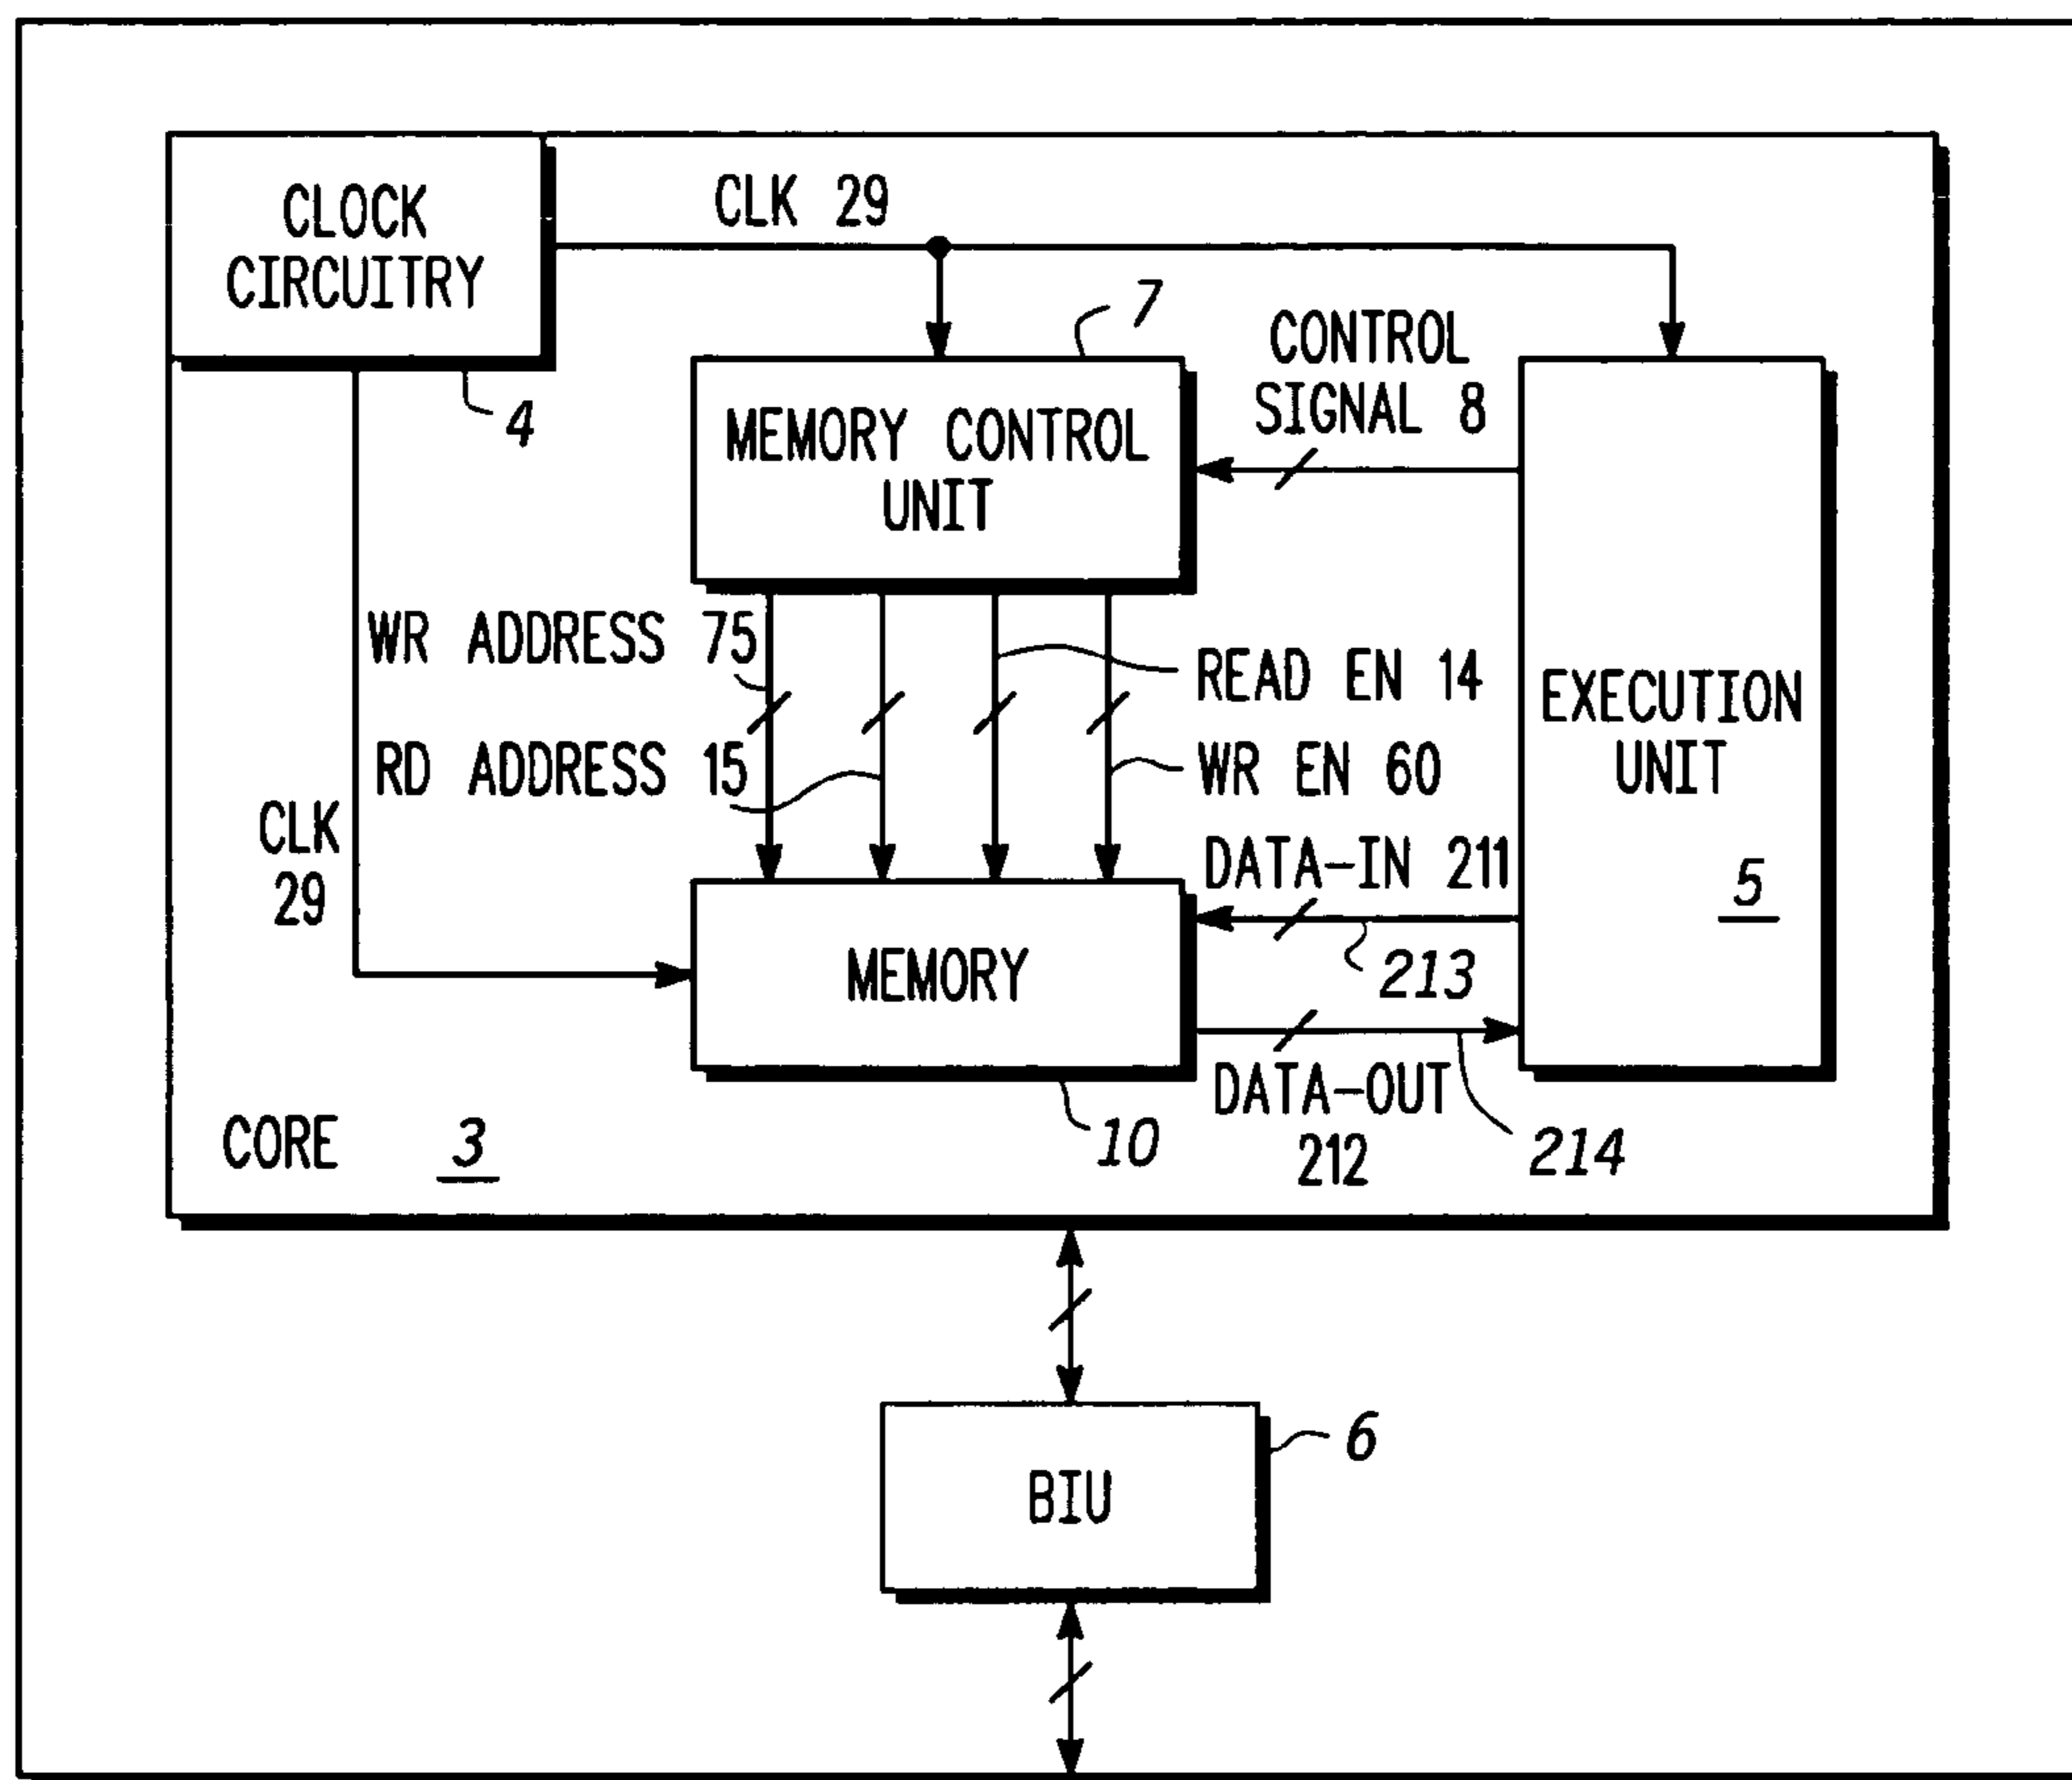 CLOCK
CIRCUITRY
4
CLK 29
7
CONTROL
SIGNAL 8
MEMORY CONTROL
UNIT
WR ADDRESS 75
RD ADDRESS 15
READ EN 14
WR EN 60
EXECUTION
UNIT
5
CLK
29
DATA-IN 211
213
MEMORY
10
DATA-OUT
212
214
CORE 3
6
BIU